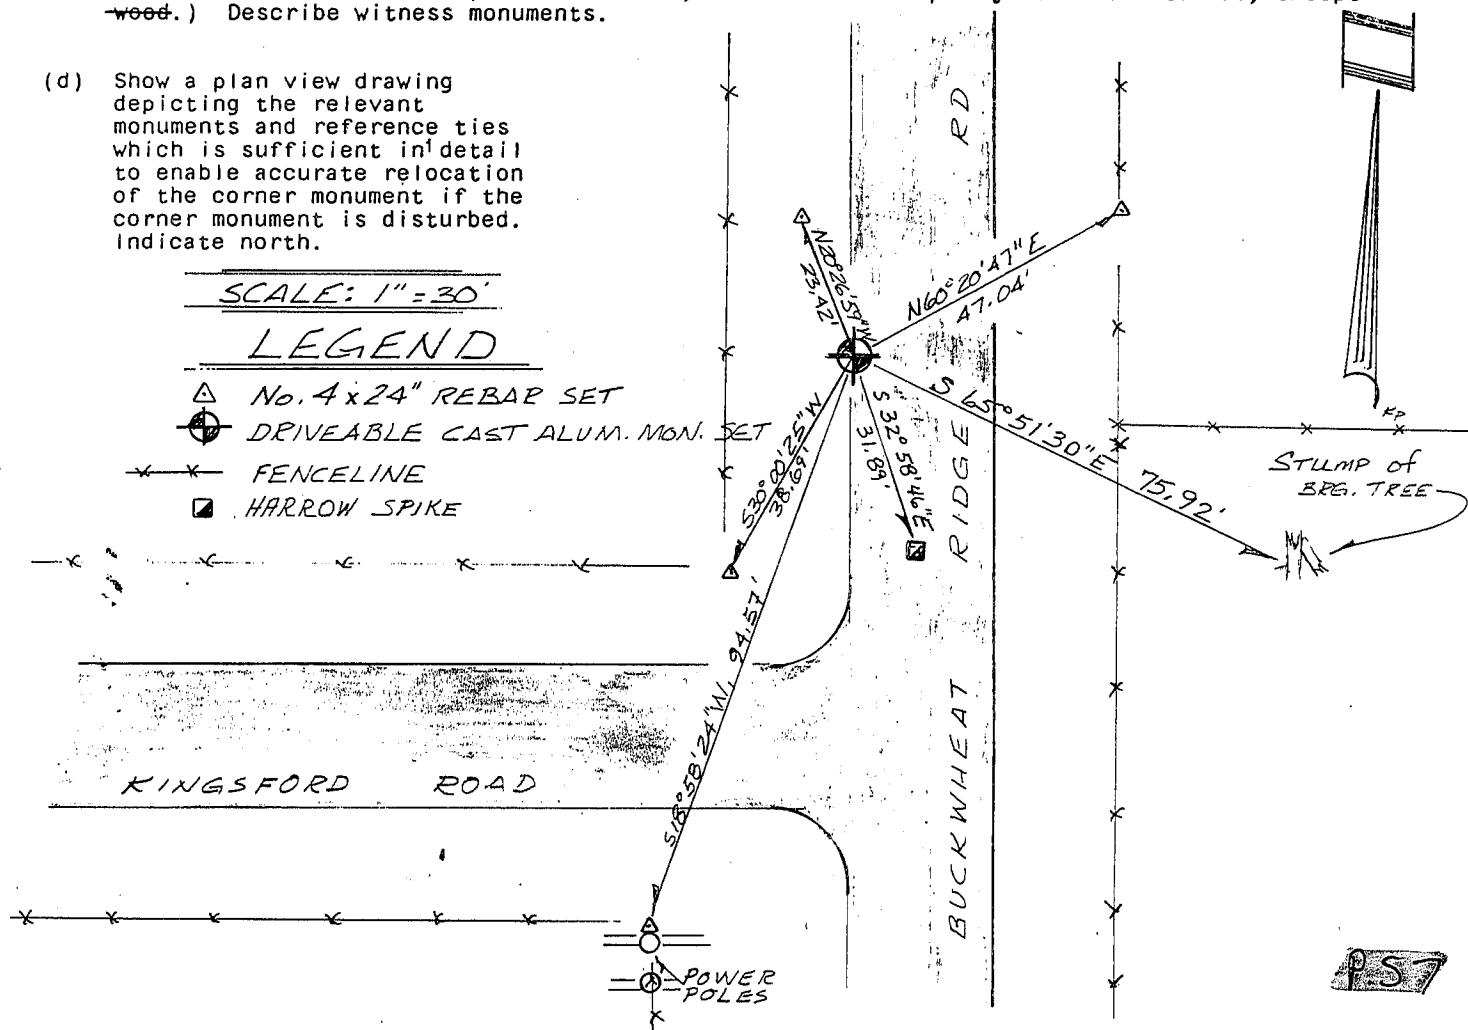 wood.) Describe witness monuments.
(d) Show a plan view drawing
depicting the relevant
monuments and reference ties
which is sufficient in detail
to enable accurate relocation
of the corner monument if the
corner monument is disturbed.
Indicate north.
SCALE: 1"=30'
LEGEND
No. 4 x 24" REBAR SET
DRIVEABLE CAST ALUM. MON. SET
FENCELINE
HARROW SPIKE
N20°26'59"W
23.42'
N60°20'47"E
47.04'
S 65°51'30"E 75.92'
S 32°58'46"E
31.89'
S30°00'25"W
38.69'
S18°58'24"W, 94.57'
STUMP of
BRG. TREE
KINGSFORD ROAD
BUCKWHEAT RIDGE RD
POWER
POLES
P.S7